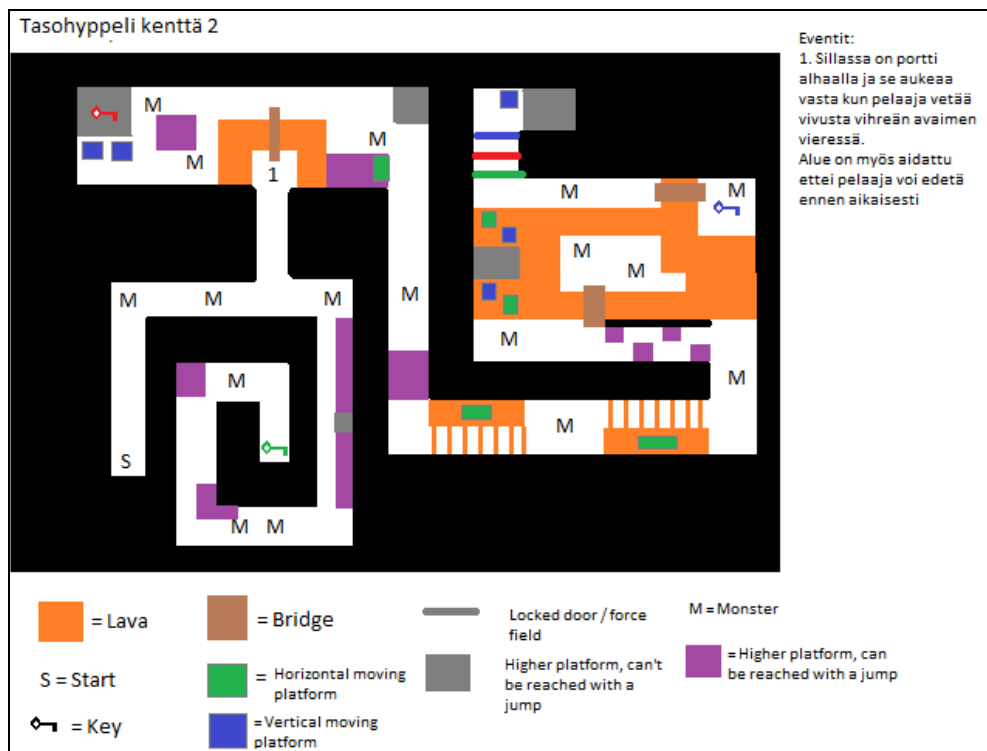 Tasohyppeli kenttä 2
Eventit:
1. Sillassa on portti
alhaalla ja se aukeaa
vasta kun pelaaja vetää
vivusta vihreän avaimen
vieressä.
Alue on myös aidattu
ettei pelaaja voi edetä
ennen aikaisesti
M
M
M
M
M
M
1
M
M
M
M
M
M
M
M
M
M
M
S
M M
M
= Lava
= Bridge
Locked door / force
field
M = Monster
S = Start
= Horizontal moving
platform
Higher platform, can't
be reached with a
jump
= Higher platform, can
be reached with a jump
= Key
= Vertical moving
platform